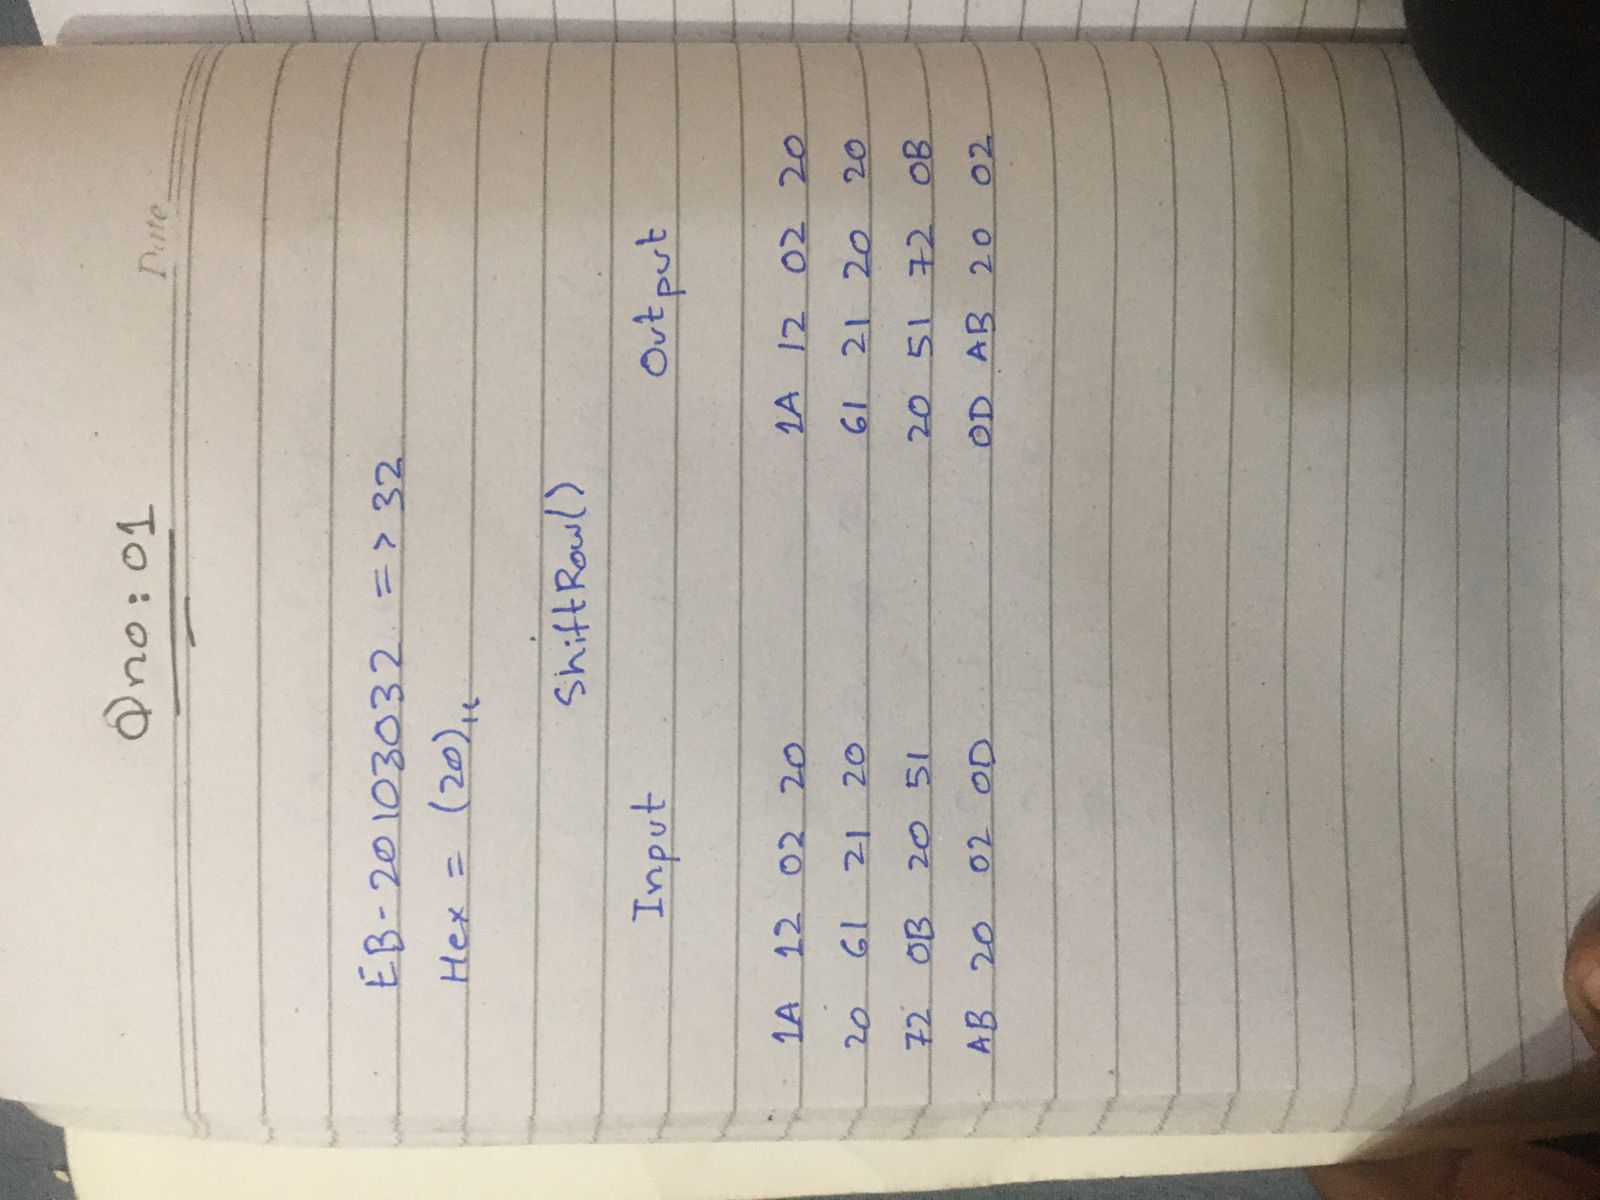 Date
Qno: 01
EB-20103032 => 32
Hex = (20)16
ShiftRow()
Input Output
1A 12 02 20 1A 12 02 20
20 61 21 20 61 21 20 20
72 0B 20 51 20 51 72 0B
AB 20 02 0D 0D AB 20 02